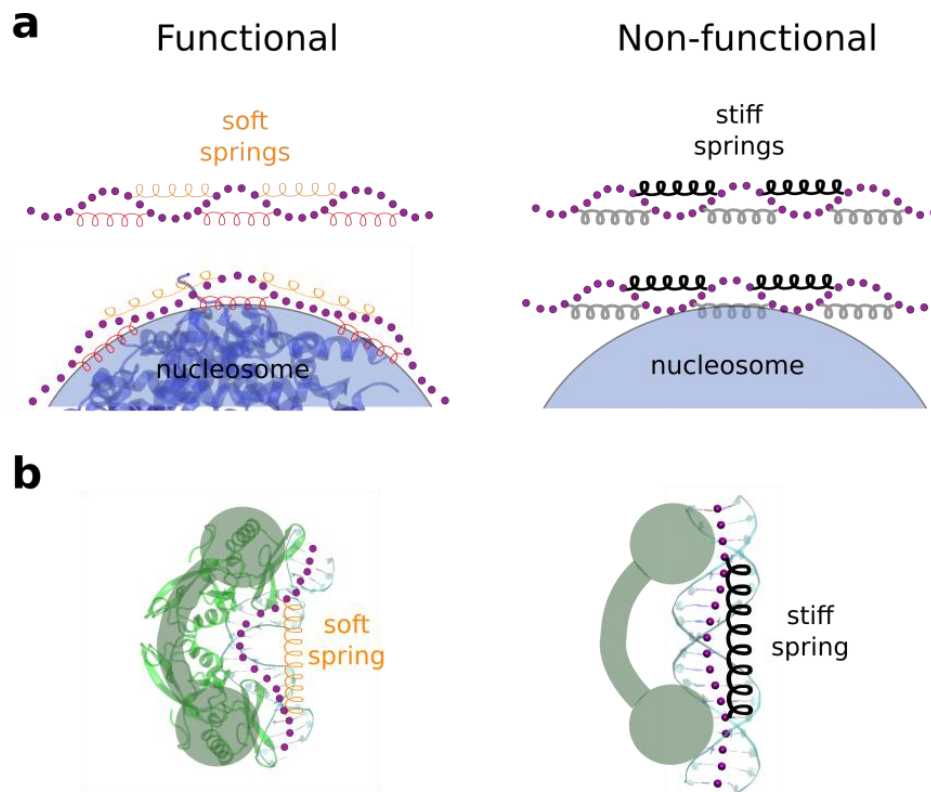 a
Functional
Non-functional
soft
springs
stiff
springs
nucleosome
nucleosome
b
soft
spring
stiff
spring